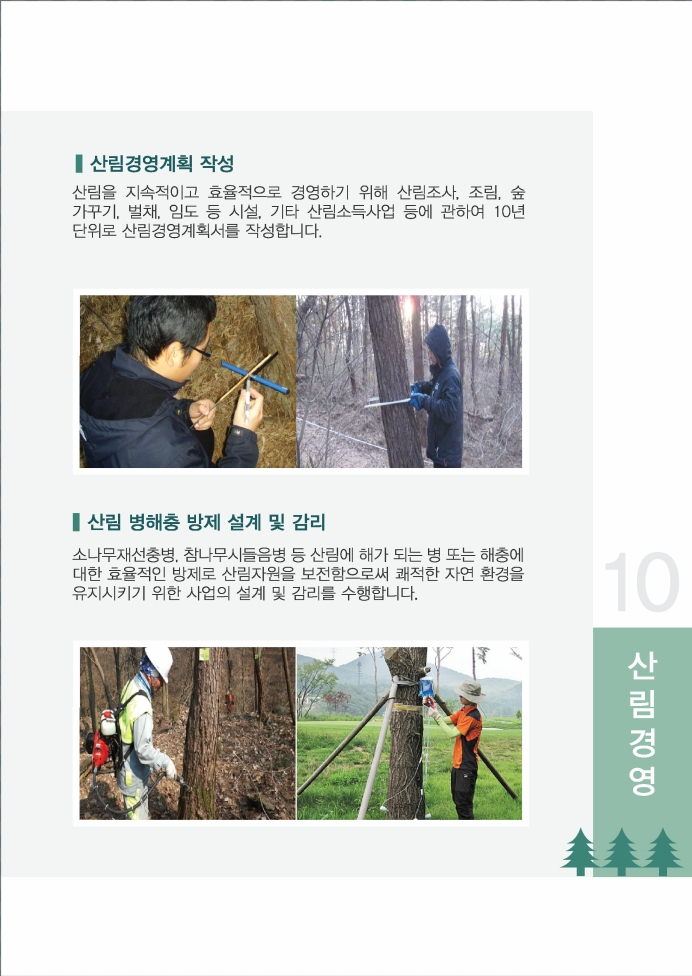 산림경영계획 작성
산림을 지속적이고 효율적으로 경영하기 위해 산림조사, 조림, 숲
가꾸기, 벌채, 임도 등 시설, 기타 산림소득사업 등에 관하여 10년
단위로 산림경영계획서를 작성합니다.
산림 병해충 방제 설계 및 감리
소나무재선충병, 참나무시들음병 등 산림에 해가 되는 병 또는 해충에
대한 효율적인 방제로 산림자원을 보전함으로써 쾌적한 자연 환경을
유지시키기 위한 사업의 설계 및 감리를 수행합니다.
10
산림경영